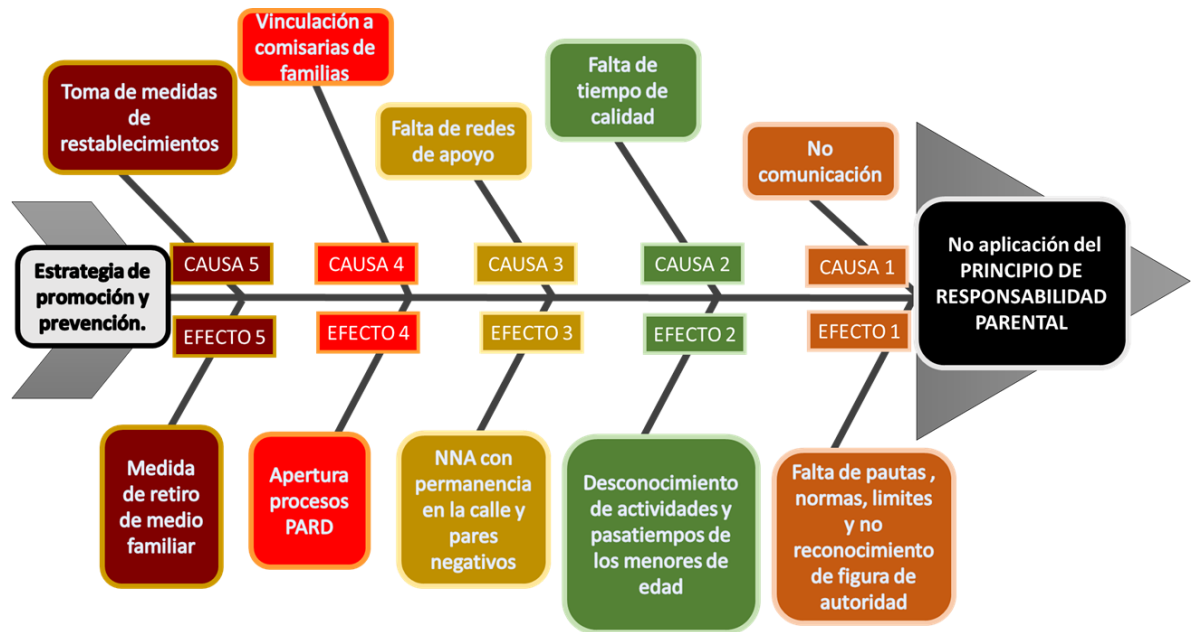 Vinculación a
comisarias de
familias
Toma de medidas
de
restablecimientos
Falta de redes
de apoyo
Falta de
tiempo de
calidad
No
comunicación
CAUSA 5
CAUSA 4
CAUSA 3
CAUSA 2
CAUSA 1
Estrategia de
promoción y
prevención.
No aplicación del
PRINCIPIO DE
RESPONSABILIDAD
PARENTAL
EFECTO 5
EFECTO 4
EFECTO 3
EFECTO 2
EFECTO 1
Medida
de retiro
de medio
familiar
Apertura
procesos
PARD
NNA con
permanencia
en la calle y
pares
negativos
Desconocimiento
de actividades y
pasatiempos de
los menores de
edad
Falta de pautas ,
normas, limites
y no
reconocimiento
de figura de
autoridad